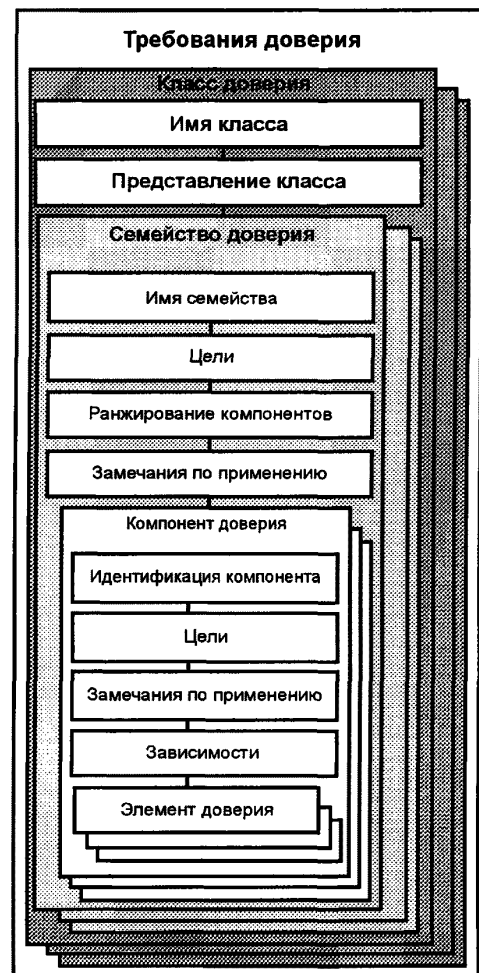 Требования доверия
Класс доверия
Имя класса
Представление класса
Семейство доверия
Имя семейства
Цели
Ранжирование компонентов
Замечания по применению
Компонент доверия
Идентификация компонента
Цели
Замечания по применению
Зависимости
Элемент доверия